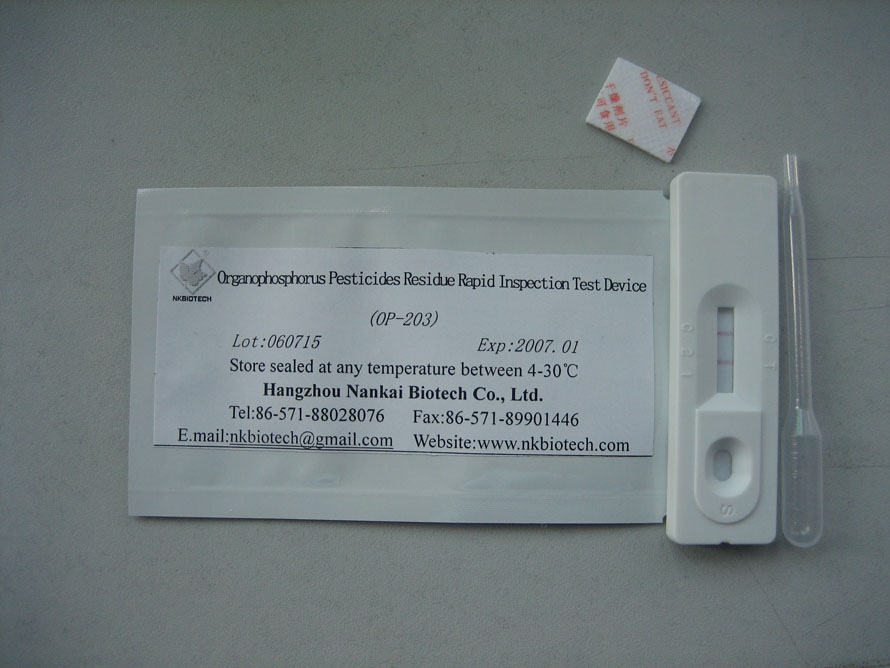 NKBIOTECH
Organophosphorus Pesticides Residue Rapid Inspection Test Device
(OP-203)
Lot:060715 Exp:2007.01
Store sealed at any temperature between 4-30℃
Hangzhou Nankai Biotech Co., Ltd.
Tel:86-571-88028076 Fax:86-571-89901446
E.mail:nkbiotech@gmail.com Website:www.nkbiotech.com
DON'T EAT
干燥剂片
可食用
C T
S